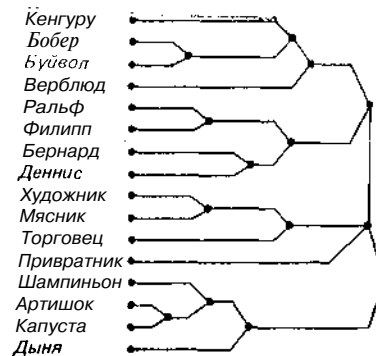 Кенгуру
Бобер
Буйвол
Верблюд
Ральф
Филипп
Бернард
Деннис
Художник
Мясник
Торговец
Привратник
Шампиньон
Артишок
Капуста
Дыня